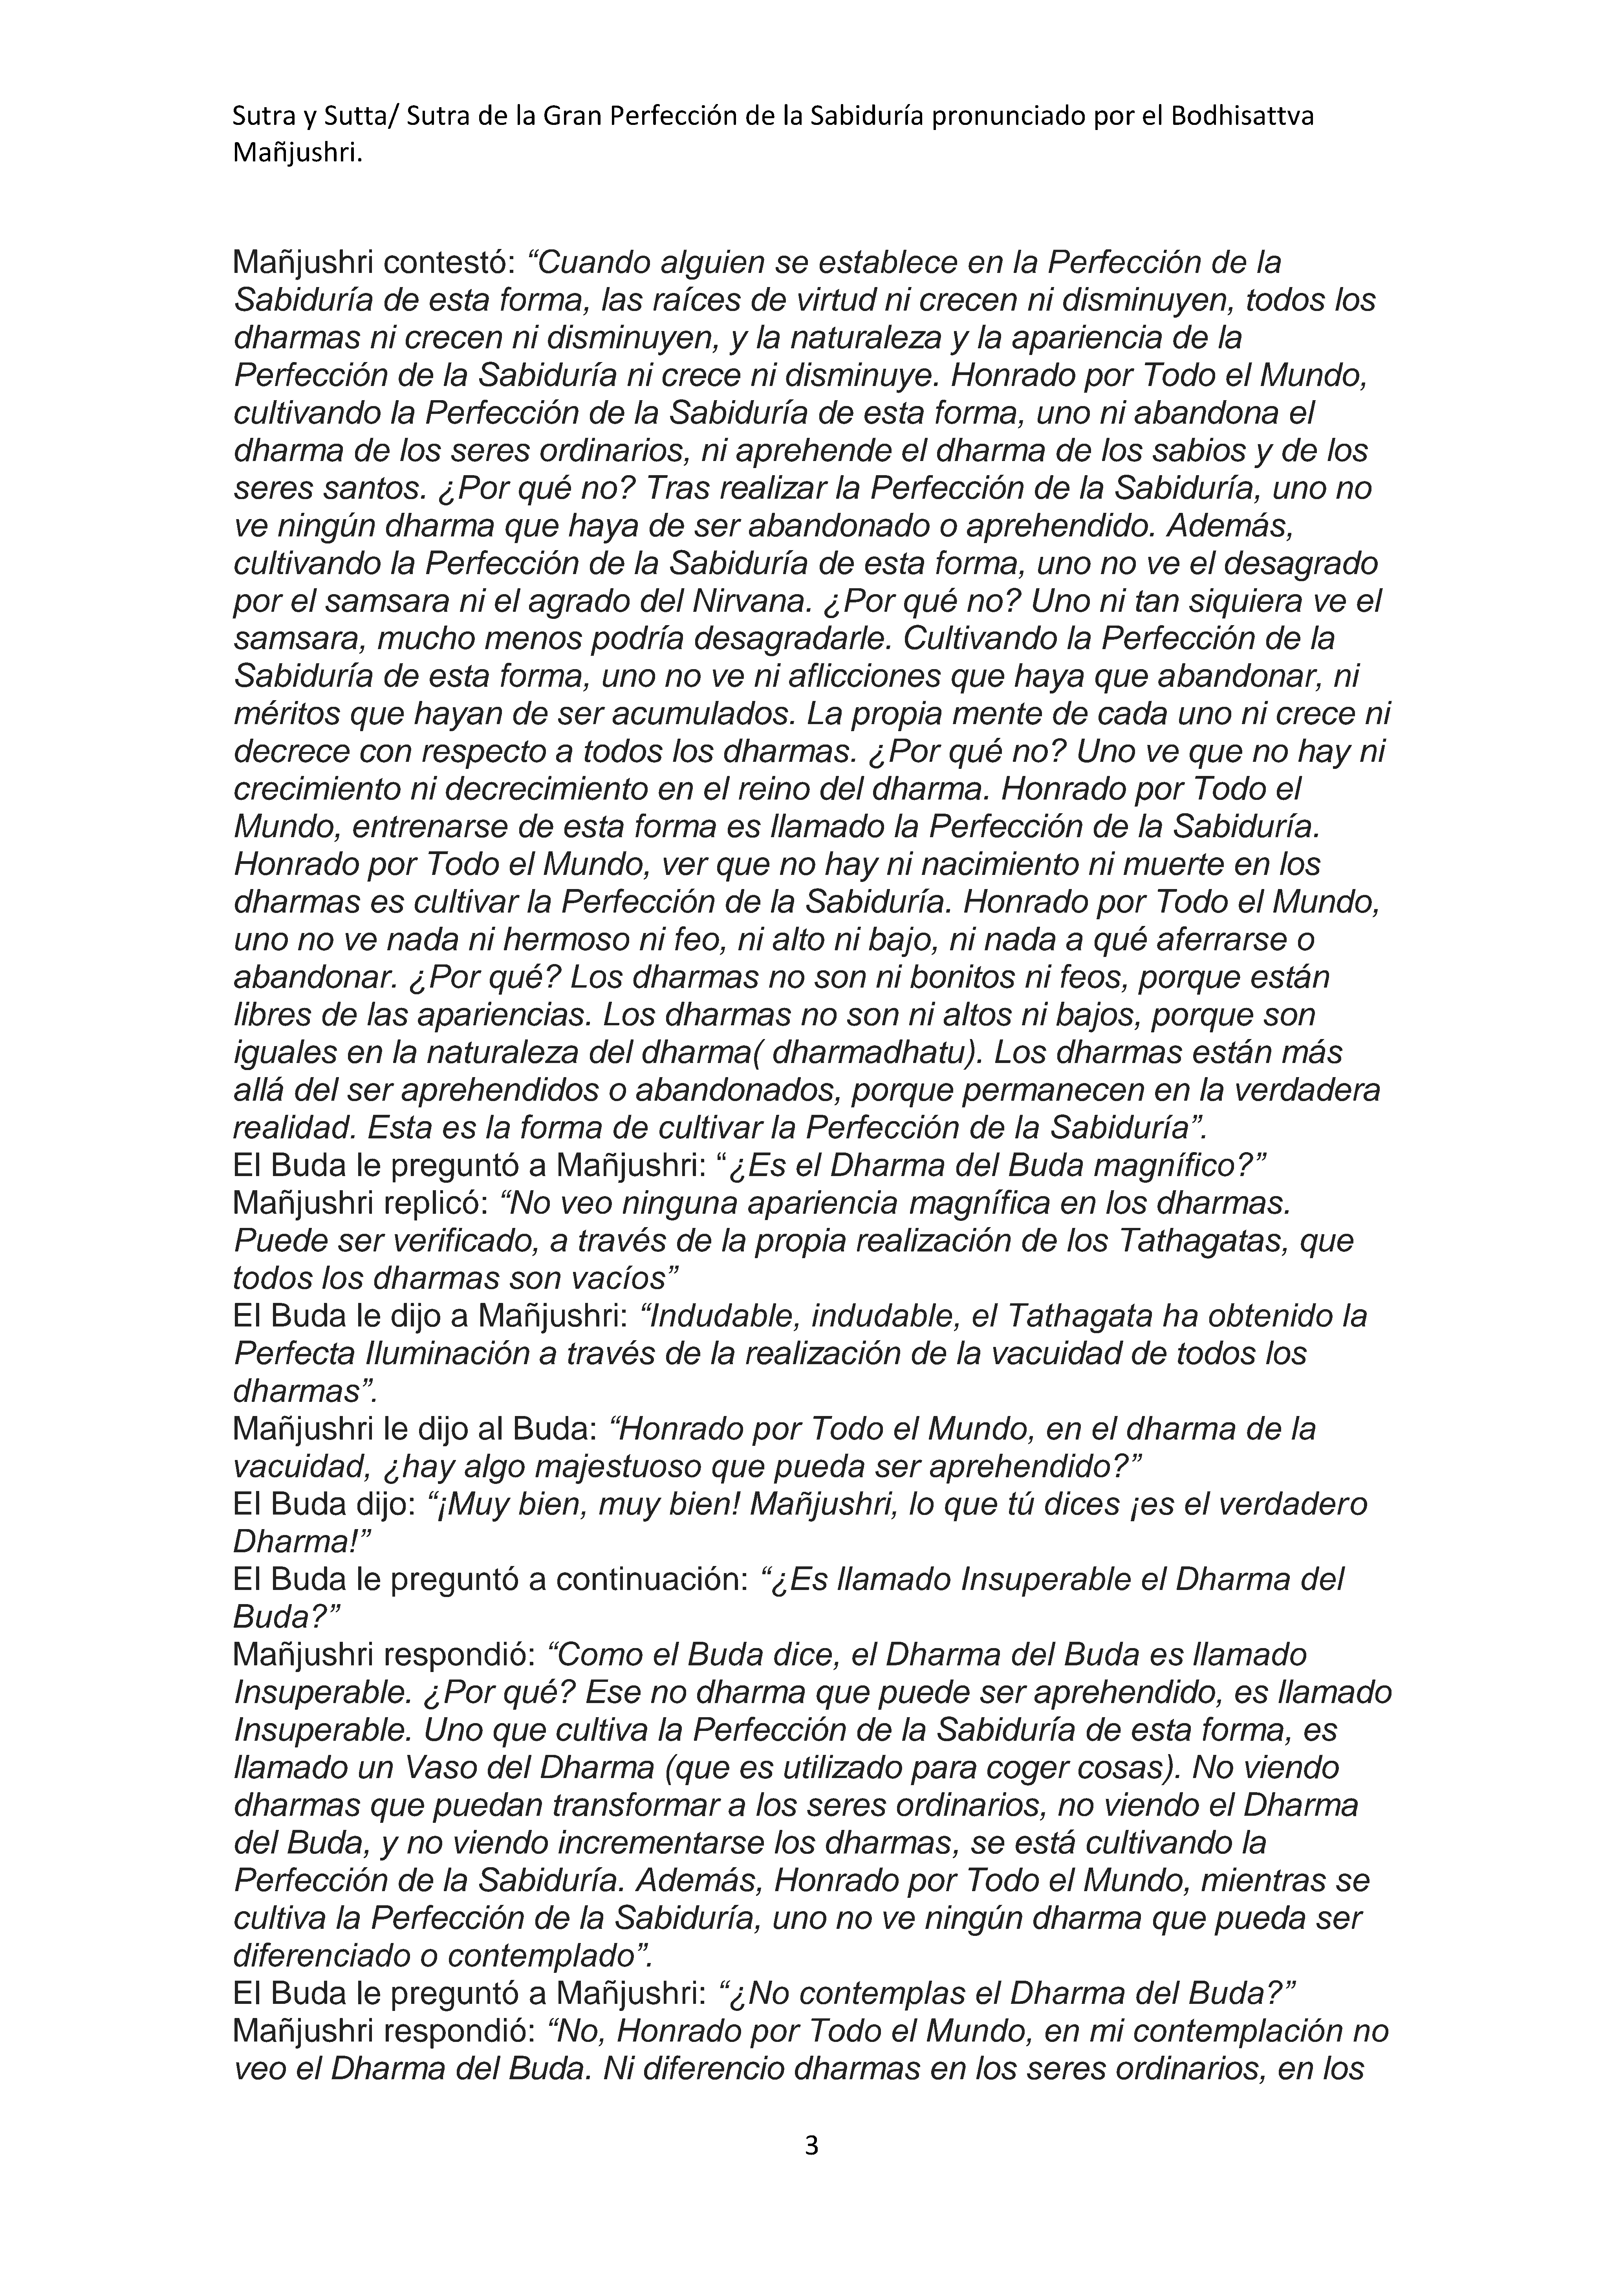 Sutra y Sutta/ Sutra de la Gran Perfección de la Sabiduría pronunciado por el Bodhisattva
Mañjushri.
Mañjushri contestó: “Cuando alguien se establece en la Perfección de la
Sabiduría de esta forma, las raíces de virtud ni crecen ni disminuyen, todos los
dharmas ni crecen ni disminuyen, y la naturaleza y la apariencia de la
Perfección de la Sabiduría ni crece ni disminuye. Honrado por Todo el Mundo,
cultivando la Perfección de la Sabiduría de esta forma, uno ni abandona el
dharma de los seres ordinarios, ni aprehende el dharma de los sabios y de los
seres santos. ¿Por qué no? Tras realizar la Perfección de la Sabiduría, uno no
ve ningún dharma que haya de ser abandonado o aprehendido. Además,
cultivando la Perfección de la Sabiduría de esta forma, uno no ve el desagrado
por el samsara ni el agrado del Nirvana. ¿Por qué no? Uno ni tan siquiera ve el
samsara, mucho menos podría desagradarle. Cultivando la Perfección de la
Sabiduría de esta forma, uno no ve ni aflicciones que haya que abandonar, ni
méritos que hayan de ser acumulados. La propia mente de cada uno ni crece ni
decrece con respecto a todos los dharmas. ¿Por qué no? Uno ve que no hay ni
crecimiento ni decrecimiento en el reino del dharma. Honrado por Todo el
Mundo, entrenarse de esta forma es llamado la Perfección de la Sabiduría.
Honrado por Todo el Mundo, ver que no hay ni nacimiento ni muerte en los
dharmas es cultivar la Perfección de la Sabiduría. Honrado por Todo el Mundo,
uno no ve nada ni hermoso ni feo, ni alto ni bajo, ni nada a qué aferrarse o
abandonar. ¿Por qué? Los dharmas no son ni bonitos ni feos, porque están
libres de las apariencias. Los dharmas no son ni altos ni bajos, porque son
iguales en la naturaleza del dharma( dharmadhatu). Los dharmas están más
allá del ser aprehendidos o abandonados, porque permanecen en la verdadera
realidad. Esta es la forma de cultivar la Perfección de la Sabiduría”.
El Buda le preguntó a Mañjushri: “¿Es el Dharma del Buda magnífico?”
Mañjushri replicó: “No veo ninguna apariencia magnífica en los dharmas.
Puede ser verificado, a través de la propia realización de los Tathagatas, que
todos los dharmas son vacíos”
El Buda le dijo a Mañjushri: “Indudable, indudable, el Tathagata ha obtenido la
Perfecta Iluminación a través de la realización de la vacuidad de todos los
dharmas”.
Mañjushri le dijo al Buda: “Honrado por Todo el Mundo, en el dharma de la
vacuidad, ¿hay algo majestuoso que pueda ser aprehendido?”
El Buda dijo: “¡Muy bien, muy bien! Mañjushri, lo que tú dices ¡es el verdadero
Dharma!”
El Buda le preguntó a continuación: “¿Es llamado Insuperable el Dharma del
Buda?”
Mañjushri respondió: “Como el Buda dice, el Dharma del Buda es llamado
Insuperable. ¿Por qué? Ese no dharma que puede ser aprehendido, es llamado
Insuperable. Uno que cultiva la Perfección de la Sabiduría de esta forma, es
llamado un Vaso del Dharma (que es utilizado para coger cosas). No viendo
dharmas que puedan transformar a los seres ordinarios, no viendo el Dharma
del Buda, y no viendo incrementarse los dharmas, se está cultivando la
Perfección de la Sabiduría. Además, Honrado por Todo el Mundo, mientras se
cultiva la Perfección de la Sabiduría, uno no ve ningún dharma que pueda ser
diferenciado o contemplado”.
El Buda le preguntó a Mañjushri: “¿No contemplas el Dharma del Buda?”
Mañjushri respondió: “No, Honrado por Todo el Mundo, en mi contemplación no
veo el Dharma del Buda. Ni diferencio dharmas en los seres ordinarios, en los
3